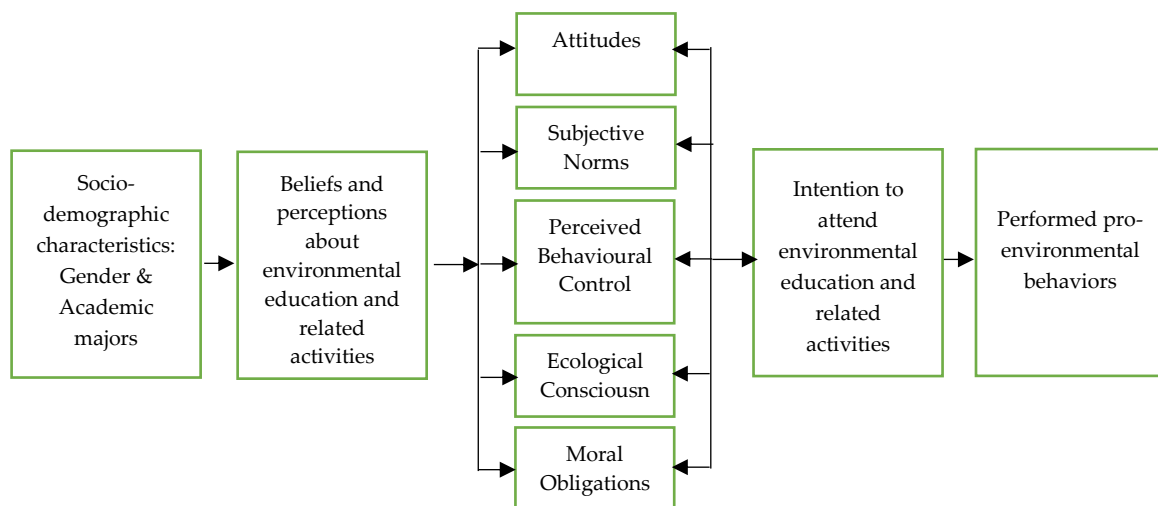 Socio-
demographic
characteristics:
Gender &
Academic
majors
Beliefs and
perceptions
about
environmental
education and
related
activities
Attitudes
Subjective
Norms
Perceived
Behavioural
Control
Ecological
Consciousn
Moral
Obligations
Intention to
attend
environmental
education and
related
activities
Performed pro-
environmental
behaviors